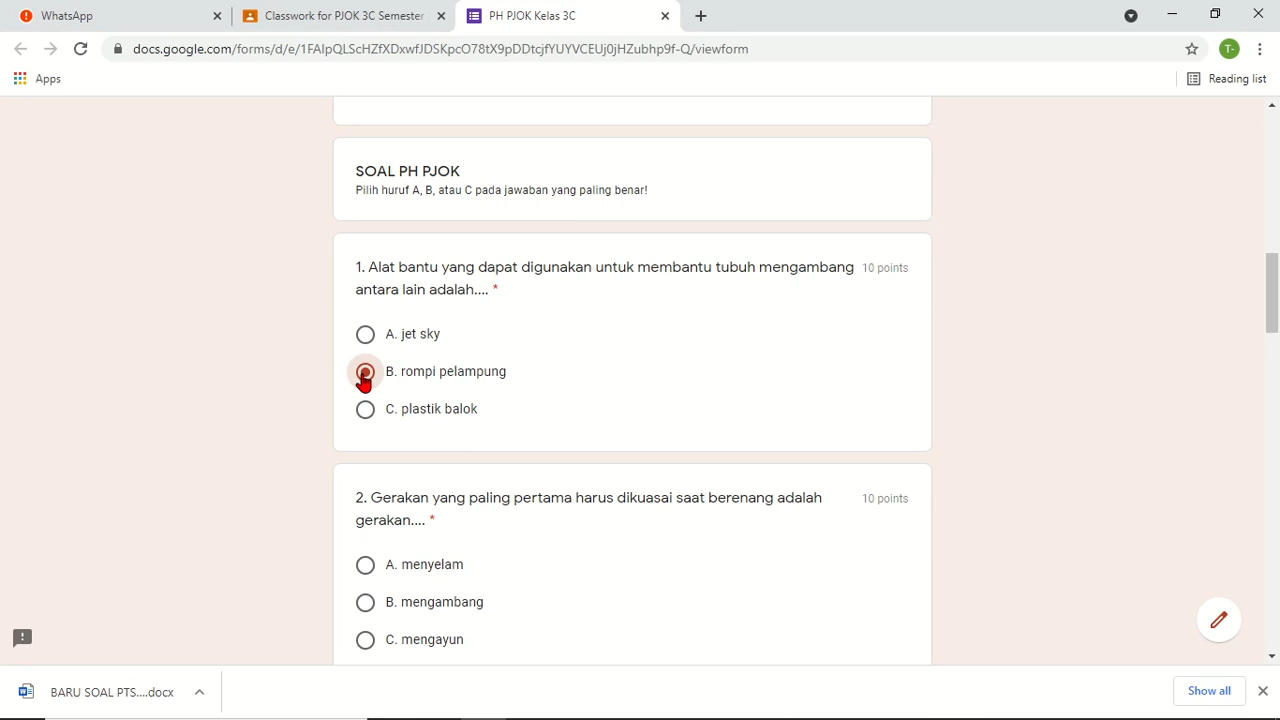 WhatsApp
Classwork for PJOK 3C Semester
PH PJOK Kelas 3C
docs.google.com/forms/d/e/1FAIpQLScHZfXDxwfJDSKpcO78tX9pDDtcjfYUYVCEUj0jHZubhp9f-Q/viewform
T-
Apps
Reading list
SOAL PH PJOK
Pilih huruf A, B, atau C pada jawaban yang paling benar!
1. Alat bantu yang dapat digunakan untuk membantu tubuh mengambang 10 points
antara lain adalah.... *
A. jet sky
B. rompi pelampung
C. plastik balok
2. Gerakan yang paling pertama harus dikuasai saat berenang adalah 10 points
gerakan.... *
A. menyelam
B. mengambang
C. mengayun
BARU SOAL PTS....docx
Show all